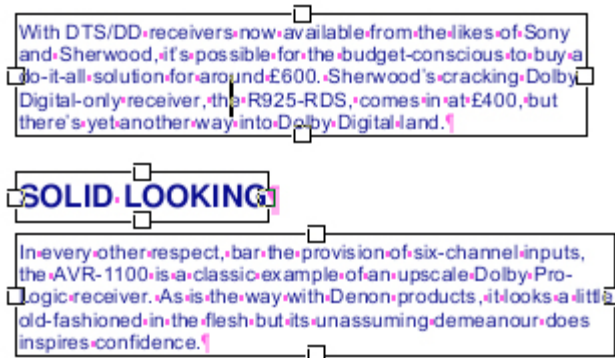 With DTS/DD receivers now available from the likes of Sony
and Sherwood, it's possible for the budget-conscious to buy a
do-it-all solution for around £600. Sherwood's cracking Dolby
Digital-only receiver, the R925-RDS, comes in at £400, but
there's yet another way into Dolby Digital land.¶
SOLID LOOKING¶
In every other respect, bar the provision of six-channel inputs,
the AVR-1100 is a classic example of an upscale Dolby Pro-
Logic receiver. As is the way with Denon products, it looks a little
old-fashioned in the flesh but its unassuming demeanour does
inspires confidence.¶